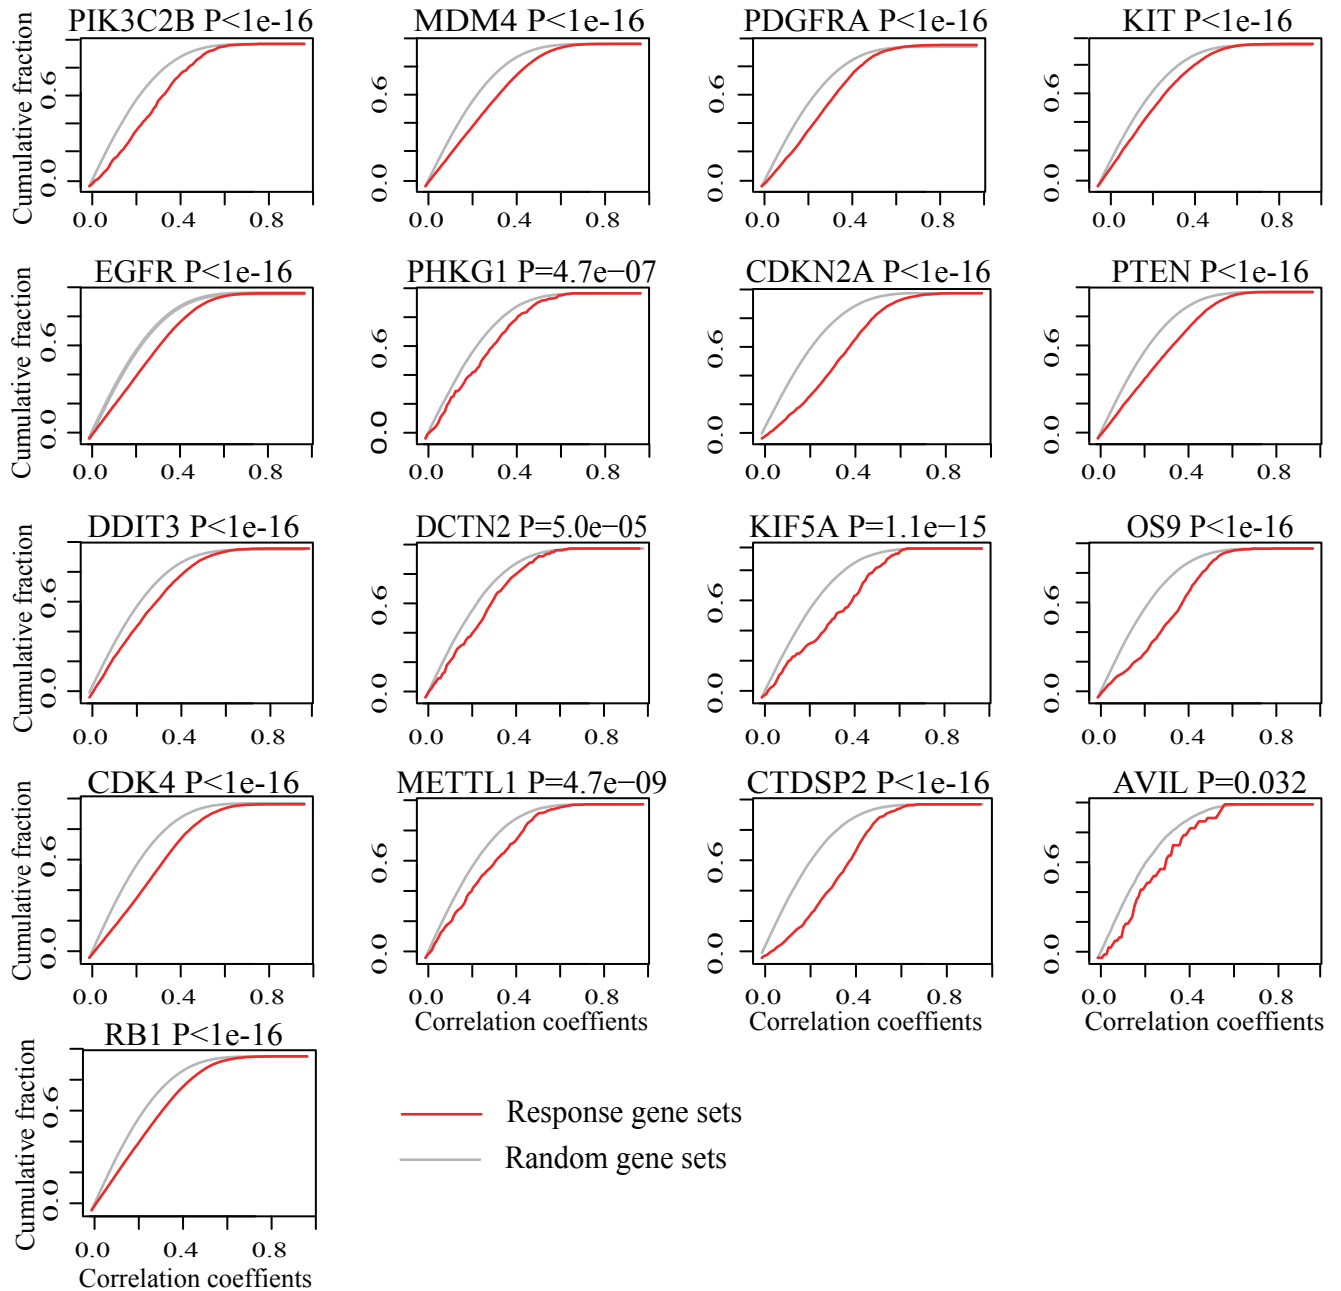 PIK3C2B P<1e-16
MDM4 P<1e-16
PDGFRA P<1e-16
KIT P<1e-16
Cumulative fraction
0.0 0.6
0.0 0.4 0.8
0.0 0.6
0.0 0.4 0.8
0.0 0.6
0.0 0.4 0.8
0.0 0.6
0.0 0.4 0.8
EGFR P<1e-16
PHKG1 P=4.7e−07
CDKN2A P<1e-16
PTEN P<1e-16
Cumulative fraction
0.0 0.6
0.0 0.4 0.8
0.0 0.6
0.0 0.4 0.8
0.0 0.6
0.0 0.4 0.8
0.0 0.6
0.0 0.4 0.8
DDIT3 P<1e-16
DCTN2 P=5.0e−05
KIF5A P=1.1e−15
OS9 P<1e-16
Cumulative fraction
0.0 0.6
0.0 0.4 0.8
0.0 0.6
0.0 0.4 0.8
0.0 0.6
0.0 0.4 0.8
0.0 0.6
0.0 0.4 0.8
CDK4 P<1e-16
METTL1 P=4.7e−09
CTDSP2 P<1e-16
AVIL P=0.032
Cumulative fraction
0.0 0.6
0.0 0.4 0.8
0.0 0.6
0.0 0.4 0.8
0.0 0.6
0.0 0.4 0.8
0.0 0.6
0.0 0.4 0.8
Correlation coeffients
Correlation coeffients
Correlation coeffients
RB1 P<1e-16
Cumulative fraction
0.0 0.6
0.0 0.4 0.8
Correlation coeffients
Response gene sets
Random gene sets